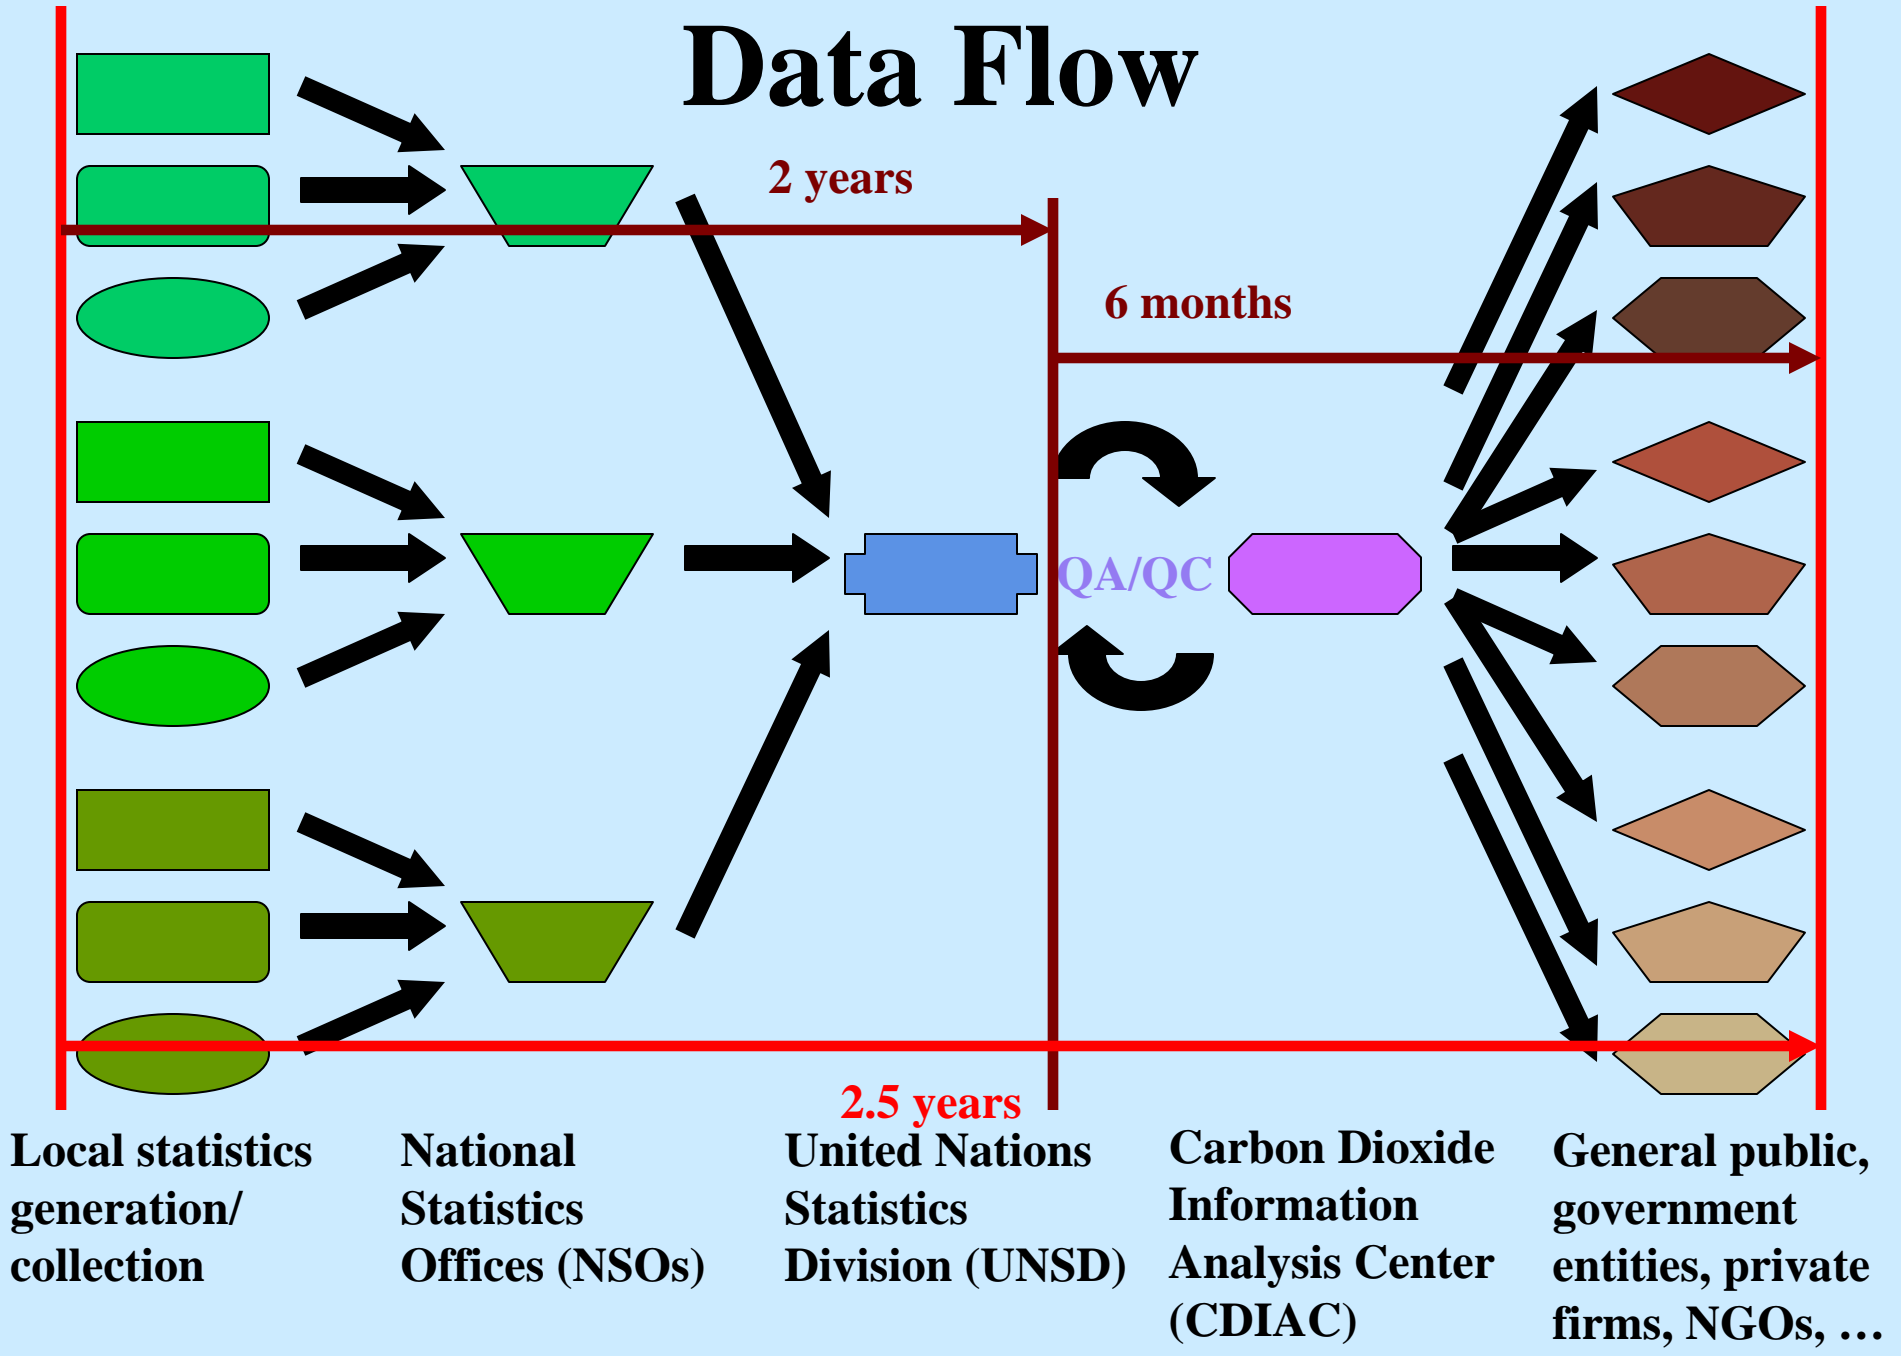 Data Flow
2 years
6 months
QA/QC
2.5 years
Local statistics
generation/
collection
National
Statistics
Offices (NSOs)
United Nations
Statistics
Division (UNSD)
Carbon Dioxide
Information
Analysis Center
(CDIAC)
General public,
government
entities, private
firms, NGOs, …